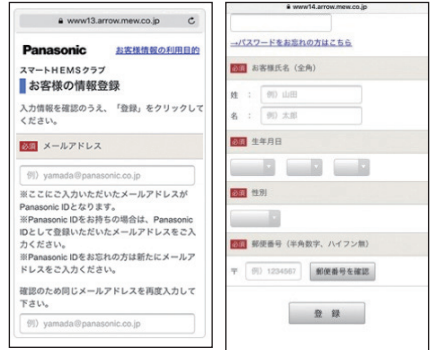 www13.arrow.mew.co.jp
Panasonic
お客様情報の利用目的
スマートHEMSクラブ
お客様の情報登録
入力情報を確認のうえ、「登録」をクリックして
ください。
必須 メールアドレス
例）yamada@panasonic.co.jp
※ここにご入力いただいたメールアドレスが
Panasonic IDとなります。
※Panasonic IDをお持ちの場合は、Panasonic
IDとして登録いただいたメールアドレスをご入
力ください。
※Panasonic IDをお忘れの方は新たにメールア
ドレスをご入力ください。
確認のため同じメールアドレスを再度入力して
下さい。
例）yamada@panasonic.co.jp
www14.arrow.mew.co.jp
→パスワードをお忘れの方はこちら
必須 お客様氏名（全角）
姓 ： 例）山田
名 ： 例）太郎
必須 生年月日
必須 性別
必須 郵便番号（半角数字、ハイフン無）
〒 例）1234567 郵便番号を確認
登 録